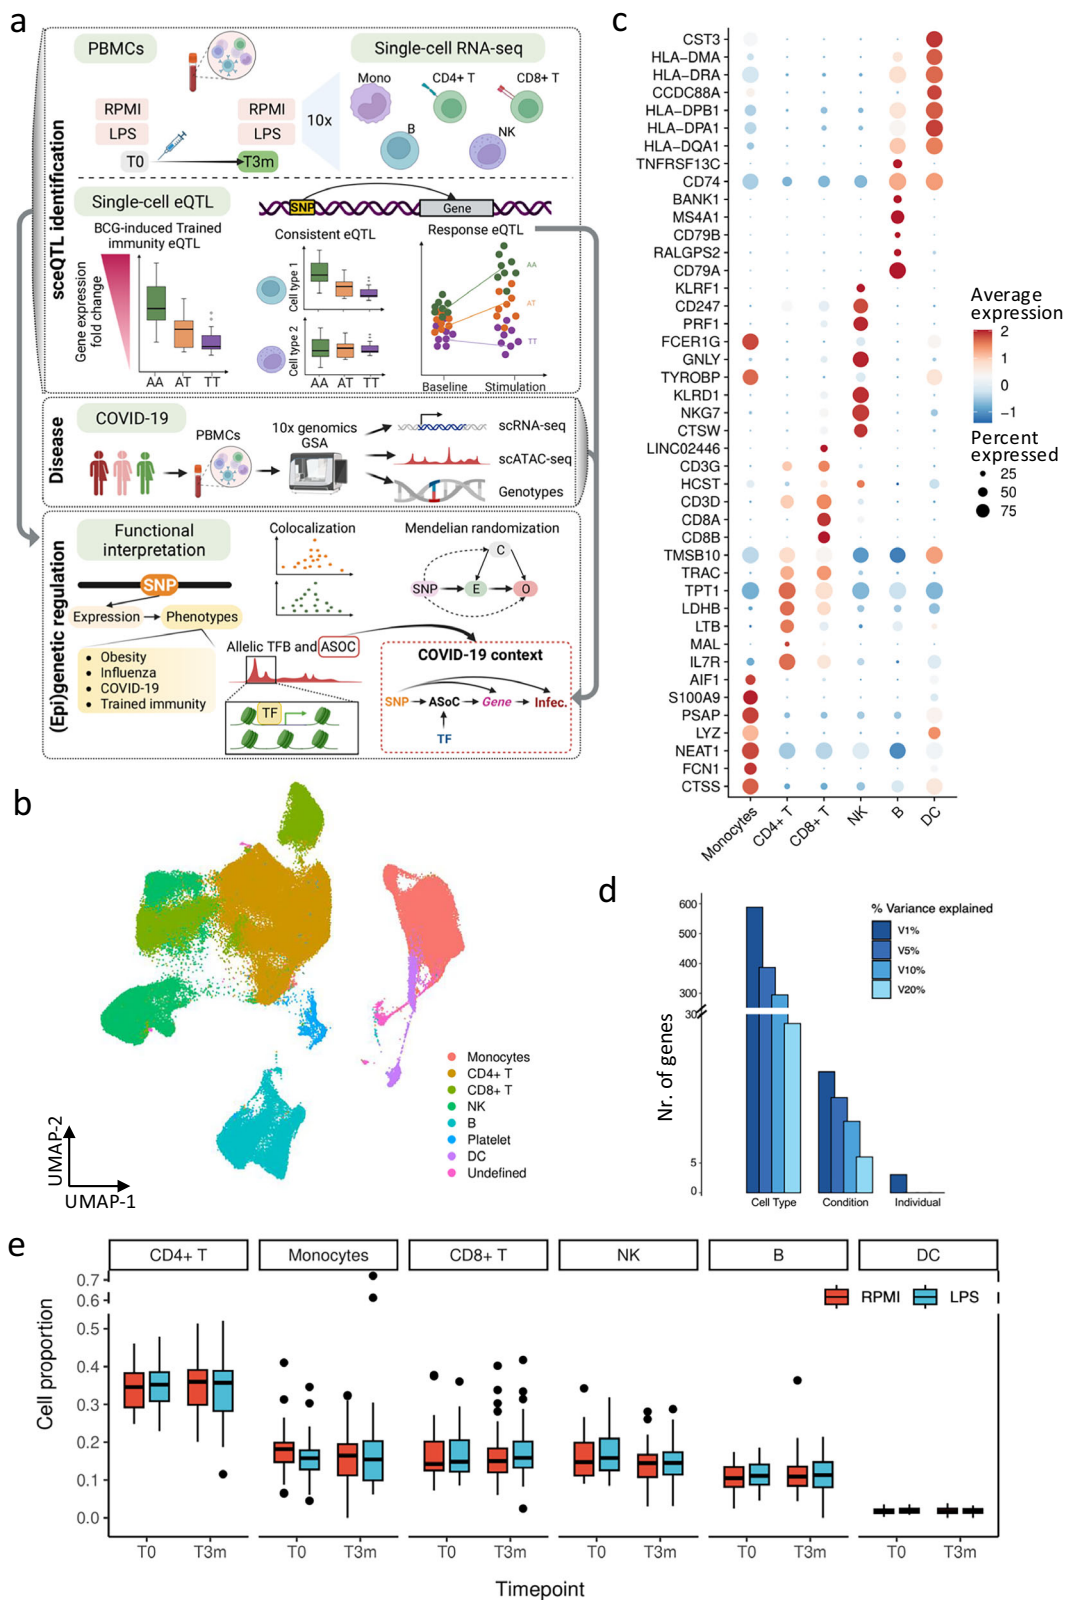 a
sceQTL identification
PBMCs
Single-cell RNA-seq
RPMI
LPS
T0
RPMI
LPS
T3m
10x
Mono
CD4+ T
CD8+ T
B
NK
Single-cell eQTL
SNP
Gene
BCG-induced Trained
immunity eQTL
Gene expression
fold change
AA
AT
TT
Consistent eQTL
Cell type 1
Cell type 2
AA
AT
TT
Response eQTL
AA
AT
TT
Baseline
Stimulation
Disease
COVID-19
PBMCs
10x genomics
GSA
scRNA-seq
scATAC-seq
Genotypes
(Epi)genetic regulation
Functional
interpretation
SNP
Expression
Phenotypes
• Obesity
• Influenza
• COVID-19
• Trained immunity
Colocalization
Mendelian randomization
C
SNP
E
O
Allelic TFB and ASOC
TF
COVID-19 context
SNP
ASoC
Gene
Infec.
TF
b
Monocytes
CD4+ T
CD8+ T
NK
B
Platelet
DC
Undefined
UMAP-2
UMAP-1
c
CST3
HLA-DMA
HLA-DRA
CCDC88A
HLA-DPB1
HLA-DPA1
HLA-DQA1
TNFRSF13C
CD74
BANK1
MS4A1
CD79B
RALGPS2
CD79A
KLRF1
CD247
PRF1
FCER1G
GNLY
TYROBP
KLRD1
NKG7
CTSW
LINC02446
CD3G
HCST
CD3D
CD8A
CD8B
TMSB10
TRAC
TPT1
LDHB
LTB
MAL
IL7R
AIF1
S100A9
PSAP
LYZ
NEAT1
FCN1
CTSS
Monocytes
CD4+ T
CD8+ T
NK
B
DC
Average
expression
2
1
0
−1
Percent
expressed
25
50
75
d
Nr. of genes
600
500
400
300
30
5
0
% Variance explained
V1%
V5%
V10%
V20%
Cell Type
Condition
Individual
e
CD4+ T
Monocytes
CD8+ T
NK
B
DC
Cell proportion
0.7
0.6
0.5
0.4
0.3
0.2
0.1
0.0
RPMI
LPS
T0
T3m
T0
T3m
T0
T3m
T0
T3m
T0
T3m
T0
T3m
Timepoint